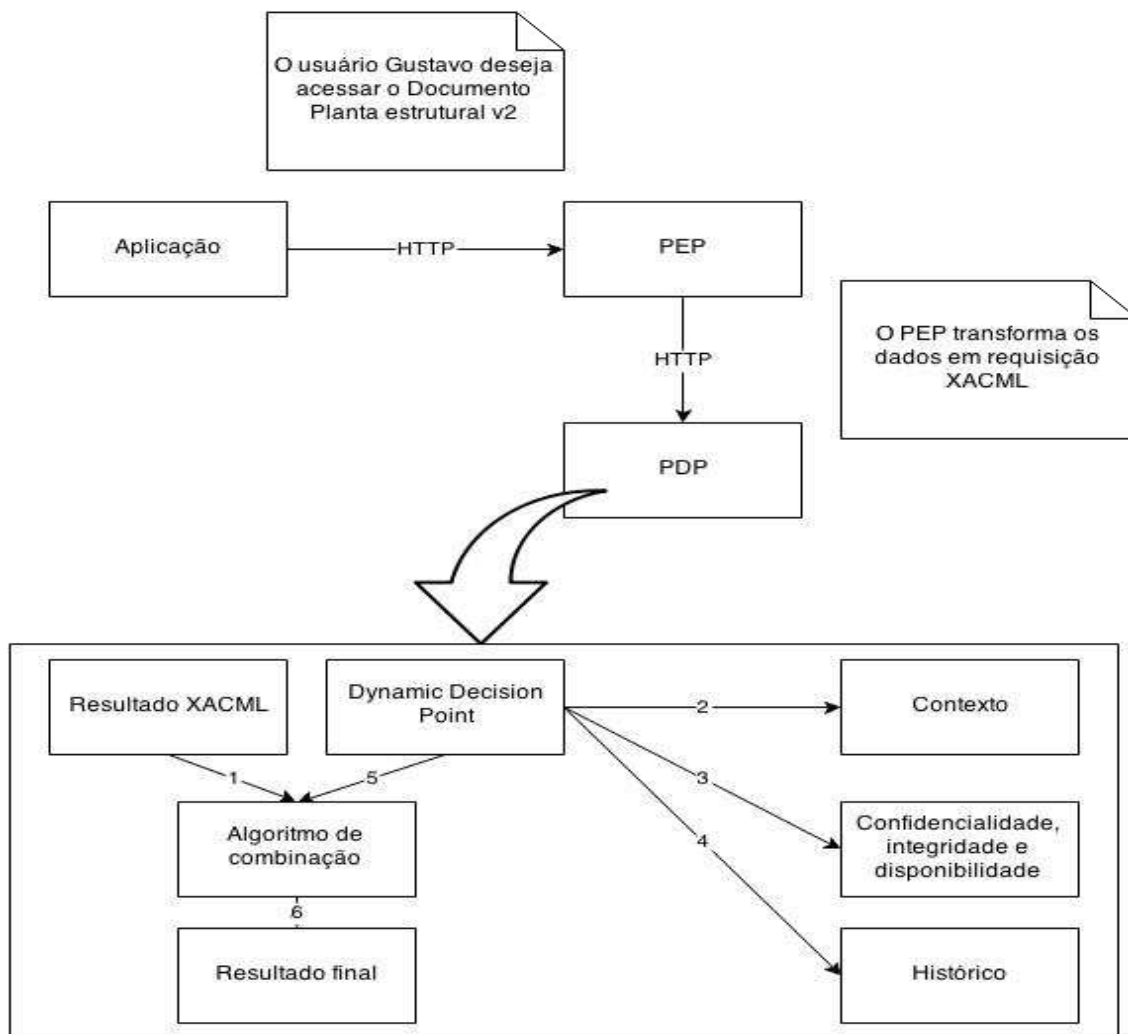 O usuário Gustavo deseja
acessar o Documento
Planta estrutural v2
Aplicação
HTTP
PEP
HTTP
O PEP transforma os
dados em requisição
XACML
PDP
Resultado XACML
Dynamic Decision
Point
2
Contexto
1
5
3
4
Algoritmo de
combinação
Confidencialidade,
integridade e
disponibilidade
6
Resultado final
Histórico